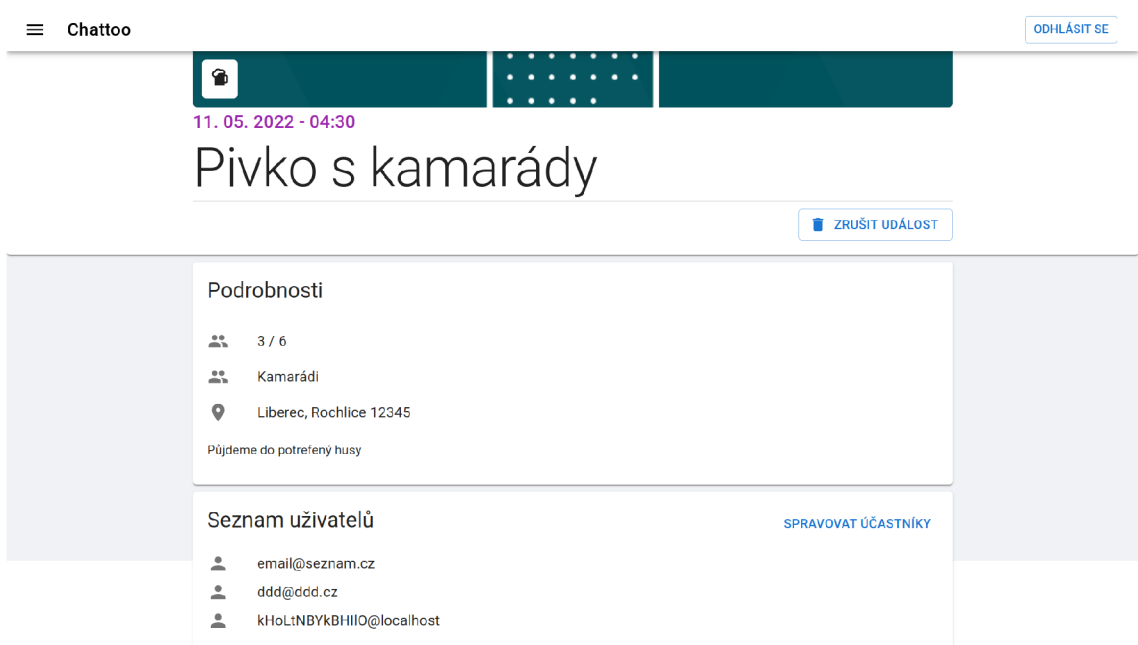 Chattoo
ODHLÁSIT SE
11. 05. 2022 - 04:30
Pivko s kamarády
ZRUŠIT UDÁLOST
Podrobnosti
3 / 6
Kamarádi
Liberec, Rochlice 12345
Půjdeme do potrefený husy
Seznam uživatelů
SPRAVOVAT ÚČASTNÍKY
email@seznam.cz
ddd@ddd.cz
kHoLtNBYkBHIlO@localhost